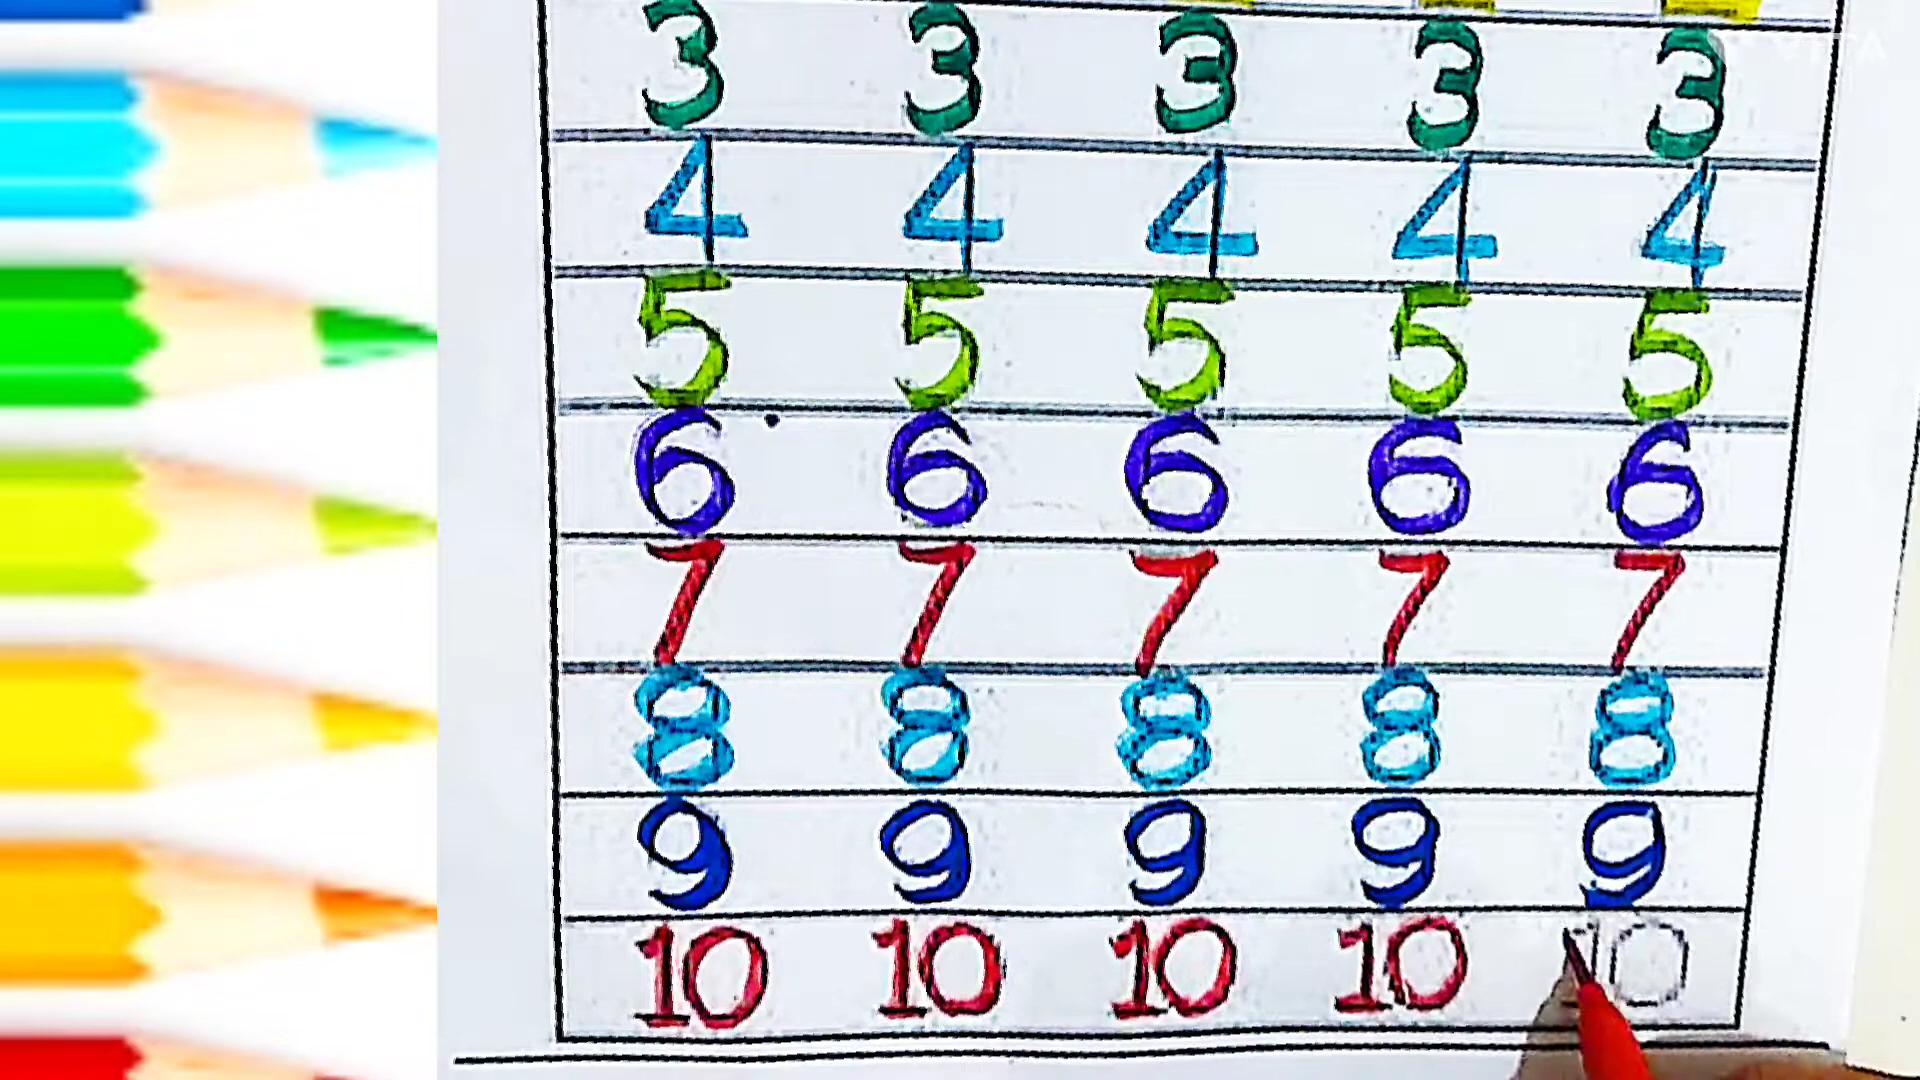 3 3 3 3 3
4 4 4 4 4
5 5 5 5 5
6 6 6 6 6
7 7 7 7 7
8 8 8 8 8
9 9 9 9 9
10 10 10 10 10